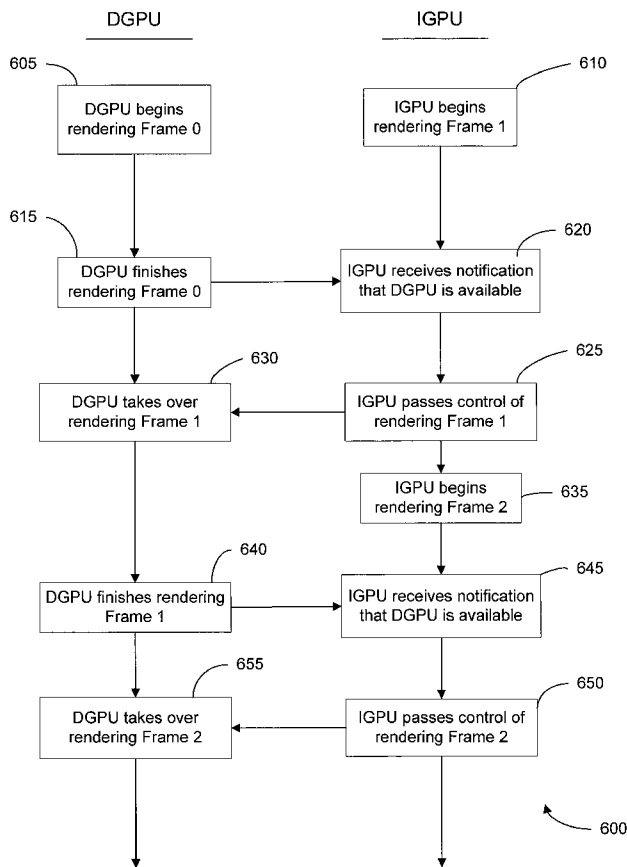 DGPU
IGPU
605
610
DGPU begins
rendering Frame 0
IGPU begins
rendering Frame 1
615
620
DGPU finishes
rendering Frame 0
IGPU receives notification
that DGPU is available
630
625
DGPU takes over
rendering Frame 1
IGPU passes control of
rendering Frame 1
IGPU begins
rendering Frame 2
635
640
645
DGPU finishes rendering
Frame 1
IGPU receives notification
that DGPU is available
655
650
DGPU takes over
rendering Frame 2
IGPU passes control of
rendering Frame 2
600